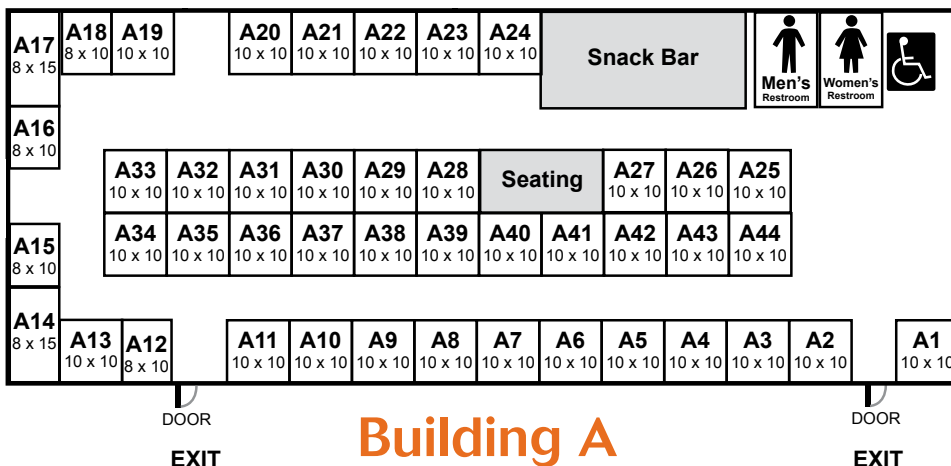 A17
8 x 15
A18
8 x 10
A19
10 x 10
A20
10 x 10
A21
10 x 10
A22
10 x 10
A23
10 x 10
A24
10 x 10
Snack Bar
Men's
Restroom
Women's
Restroom
A16
8 x 10
A33
10 x 10
A32
10 x 10
A31
10 x 10
A30
10 x 10
A29
10 x 10
A28
10 x 10
Seating
A27
10 x 10
A26
10 x 10
A25
10 x 10
A15
8 x 10
A34
10 x 10
A35
10 x 10
A36
10 x 10
A37
10 x 10
A38
10 x 10
A39
10 x 10
A40
10 x 10
A41
10 x 10
A42
10 x 10
A43
10 x 10
A44
10 x 10
A14
8 x 15
A13
10 x 10
A12
8 x 10
A11
10 x 10
A10
10 x 10
A9
10 x 10
A8
10 x 10
A7
10 x 10
A6
10 x 10
A5
10 x 10
A4
10 x 10
A3
10 x 10
A2
10 x 10
A1
10 x 10
DOOR
DOOR
Building A
EXIT
EXIT